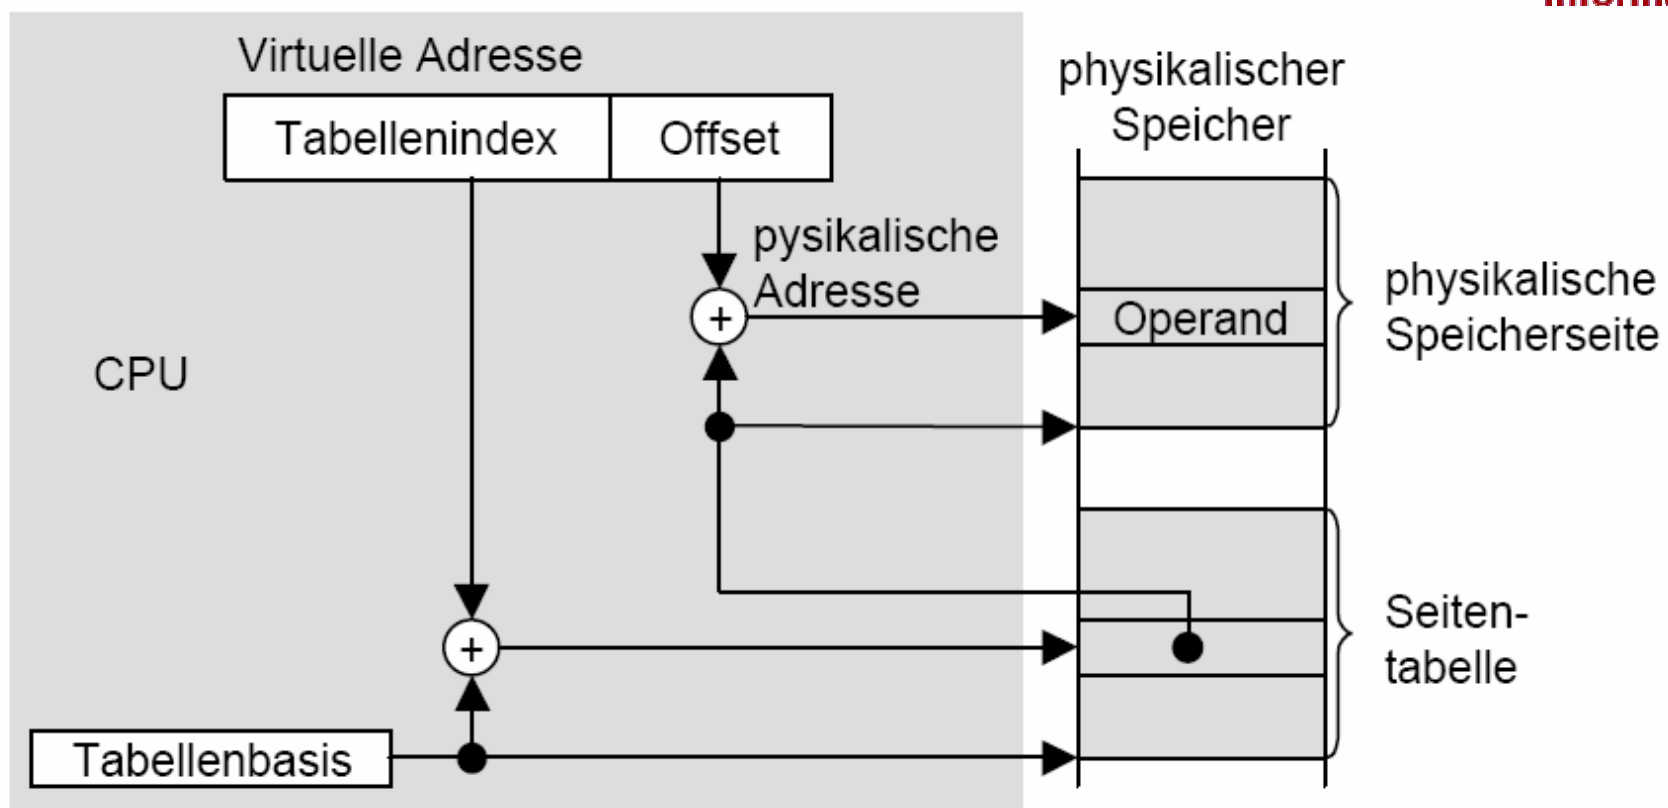 Virtuelle Adresse
Tabellenindex
Offset
physikalischer
Speicher
pysikalische
Adresse
+
Operand
physikalische
Speicherseite
CPU
+
Seiten-
tabelle
Tabellenbasis